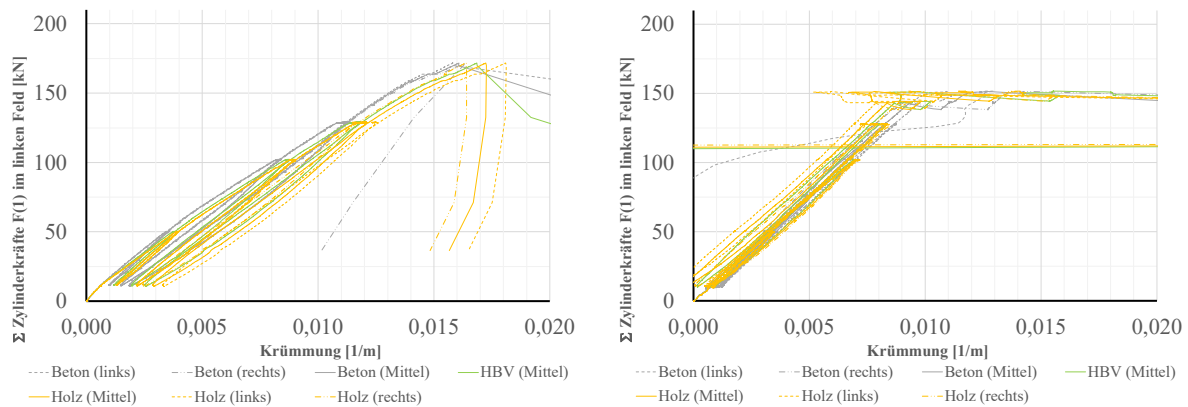 Σ Zylinderkräfte F(1) im linken Feld [kN]
200
150
100
50
0
0,000 0,005 0,010 0,015 0,020
Krümmung [1/m]
Beton (links) Beton (rechts) Beton (Mittel) HBV (Mittel)
Holz (Mittel) Holz (links) Holz (rechts)
Σ Zylinderkräfte F(1) im linken Feld [kN]
200
150
100
50
0
0,000 0,005 0,010 0,015 0,020
Krümmung [1/m]
Beton (links) Beton (rechts) Beton (Mittel) HBV (Mittel)
Holz (Mittel) Holz (links) Holz (rechts)